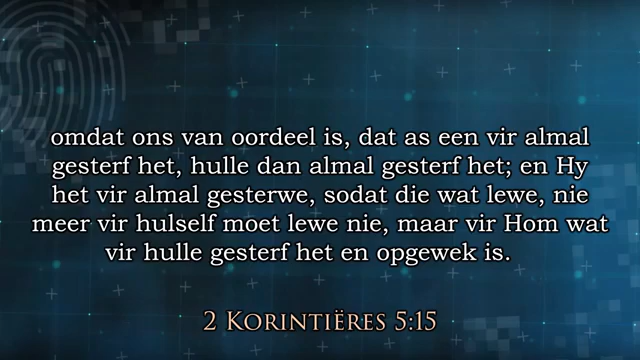 omdat ons van oordeel is, dat as een vir almal
gesterf het, hulle dan almal gesterf het; en Hy
het vir almal gesterwe, sodat die wat lewe, nie
meer vir hulself moet lewe nie, maar vir Hom wat
vir hulle gesterf het en opgewek is.
2 Korintiëres 5:15